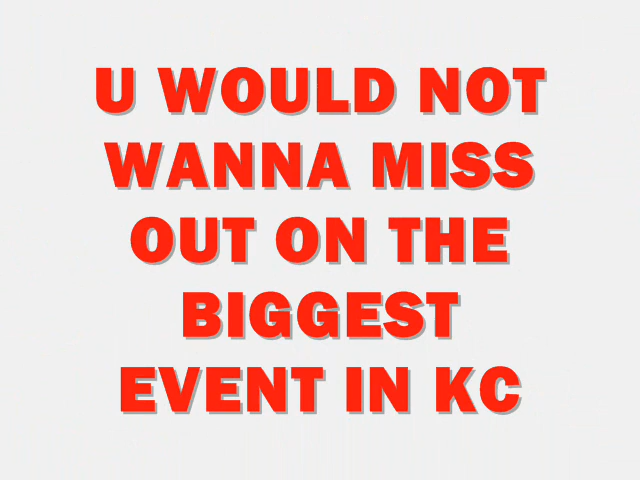 U WOULD NOT
WANNA MISS
OUT ON THE
BIGGEST
EVENT IN KC